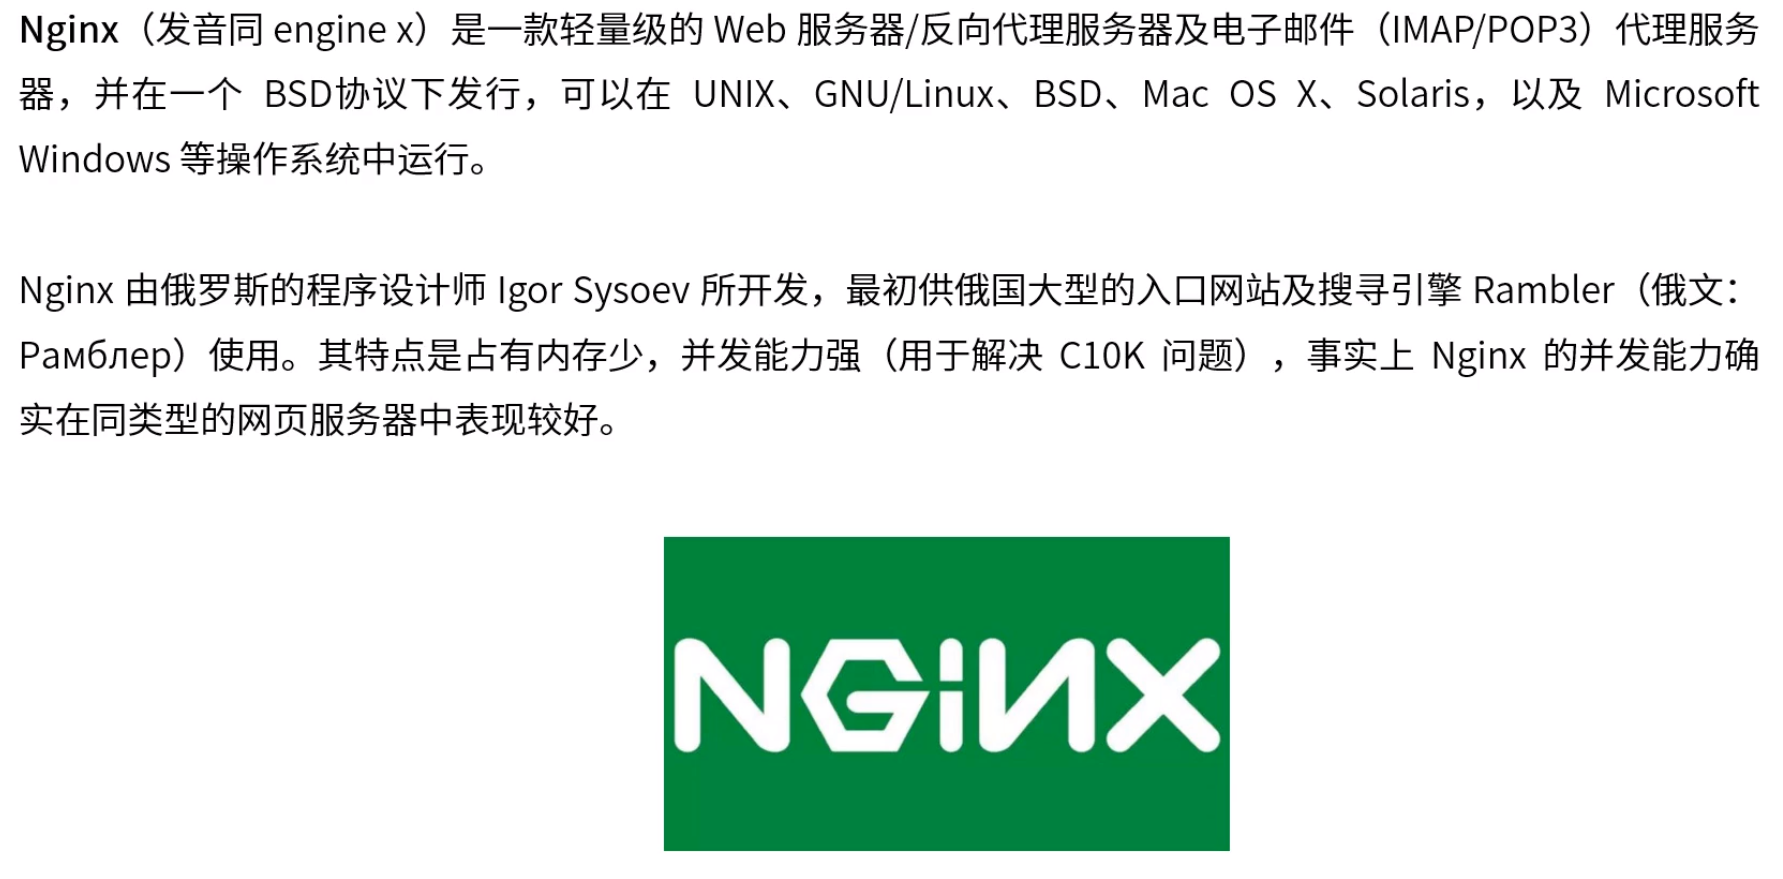 Nginx（发音同 engine x）是一款轻量级的 Web 服务器/反向代理服务器及电子邮件（IMAP/POP3）代理服务
器，并在一个 BSD协议下发行，可以在 UNIX、GNU/Linux、BSD、Mac OS X、Solaris，以及 Microsoft
Windows 等操作系统中运行。
Nginx 由俄罗斯的程序设计师 Igor Sysoev 所开发，最初供俄国大型的入口网站及搜寻引擎 Rambler（俄文：
Рамблер）使用。其特点是占有内存少，并发能力强（用于解决 C10K 问题），事实上 Nginx 的并发能力确
实在同类型的网页服务器中表现较好。
NGiNX